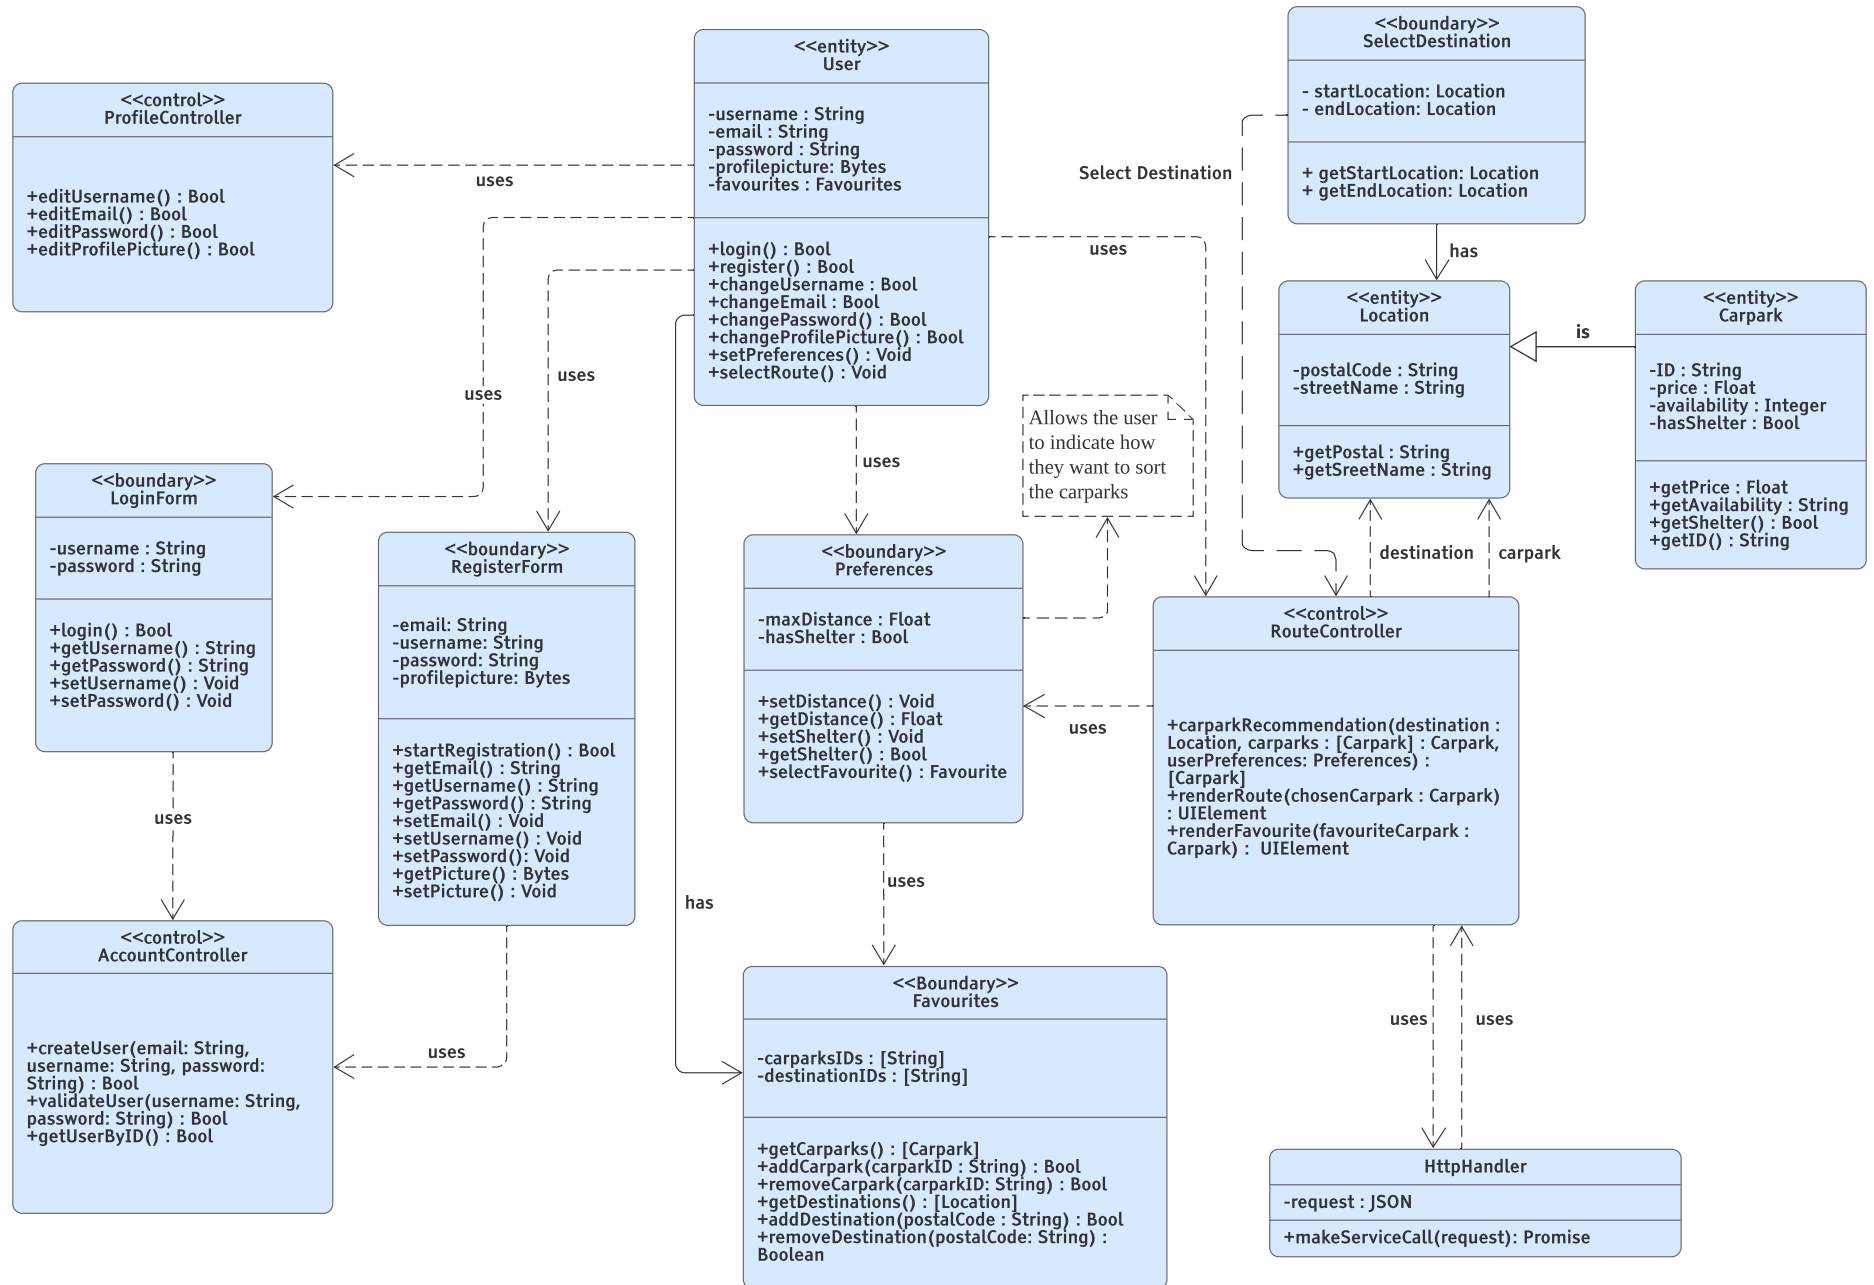 <<control>>
ProfileController
+editUsername() : Bool
+editEmail() : Bool
+editPassword() : Bool
+editProfilePicture() : Bool
uses
<<entity>>
User
-username : String
-email : String
-password : String
-profilepicture: Bytes
-favourites : Favourites
+login() : Bool
+register() : Bool
+changeUsername : Bool
+changeEmail : Bool
+changePassword() : Bool
+changeProfilePicture() : Bool
+setPreferences() : Void
+selectRoute() : Void
uses
Select Destination
<<boundary>>
SelectDestination
- startLocation: Location
- endLocation: Location
+ getStartLocation: Location
+ getEndLocation: Location
has
<<entity>>
Location
-postalCode : String
-streetName : String
+getPostal : String
+getSreetName : String
is
<<entity>>
Carpark
-ID : String
-price : Float
-availability : Integer
-hasShelter : Bool
+getPrice : Float
+getAvailability : String
+getShelter() : Bool
+getID() : String
uses
uses
uses
Allows the user
to indicate how
they want to sort
the carparks
destination
carpark
<<boundary>>
LoginForm
-username : String
-password : String
+login() : Bool
+getUsername() : String
+getPassword() : String
+setUsername() : Void
+setPassword() : Void
uses
<<boundary>>
RegisterForm
-email: String
-username: String
-password: String
-profilepicture: Bytes
+startRegistration() : Bool
+getEmail() : String
+getUsername() : String
+getPassword() : String
+setEmail() : Void
+setUsername() : Void
+setPassword(): Void
+getPicture() : Bytes
+setPicture() : Void
uses
<<boundary>>
Preferences
-maxDistance : Float
-hasShelter : Bool
+setDistance() : Void
+getDistance() : Float
+setShelter() : Void
+getShelter() : Bool
+selectFavourite() : Favourite
uses
uses
has
<<control>>
RouteController
+carparkRecommendation(destination :
Location, carparks : [Carpark] : Carpark,
userPreferences: Preferences) :
[Carpark]
+renderRoute(chosenCarpark : Carpark)
: UIElement
+renderFavourite(favouriteCarpark :
Carpark) :  UIElement
uses
uses
<<control>>
AccountController
+createUser(email: String,
username: String, password:
String) : Bool
+validateUser(username: String,
password: String) : Bool
+getUserByID() : Bool
<<Boundary>>
Favourites
-carparksIDs : [String]
-destinationIDs : [String]
+getCarparks() : [Carpark]
+addCarpark(carparkID : String) : Bool
+removeCarpark(carparkID: String) : Bool
+getDestinations() : [Location]
+addDestination(postalCode : String) : Bool
+removeDestination(postalCode: String) :
Boolean
HttpHandler
-request : JSON
+makeServiceCall(request): Promise